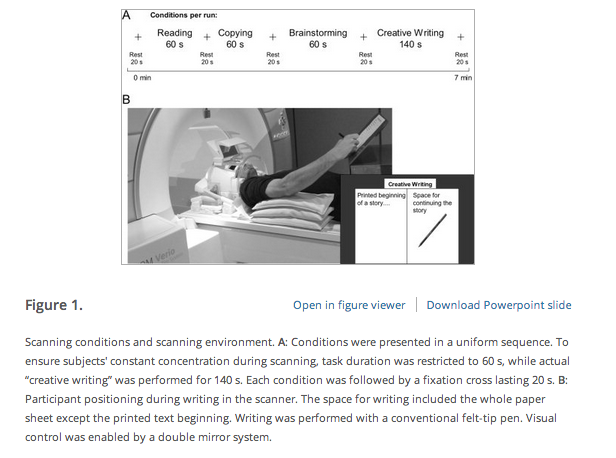 A
Conditions per run:
+ Reading + Copying + Brainstorming + Creative Writing +
60 s 60 s 60 s 140 s
Rest Rest Rest Rest Rest
20 s 20 s 20 s 20 s 20 s
0 min 7 min
B
Verio
Creative Writing
Printed beginning
of a story....
Space for
continuing the
story
Figure 1.
Open in figure viewer | Download Powerpoint slide
Scanning conditions and scanning environment. A: Conditions were presented in a uniform sequence. To
ensure subjects' constant concentration during scanning, task duration was restricted to 60 s, while actual
“creative writing” was performed for 140 s. Each condition was followed by a fixation cross lasting 20 s. B:
Participant positioning during writing in the scanner. The space for writing included the whole paper
sheet except the printed text beginning. Writing was performed with a conventional felt-tip pen. Visual
control was enabled by a double mirror system.